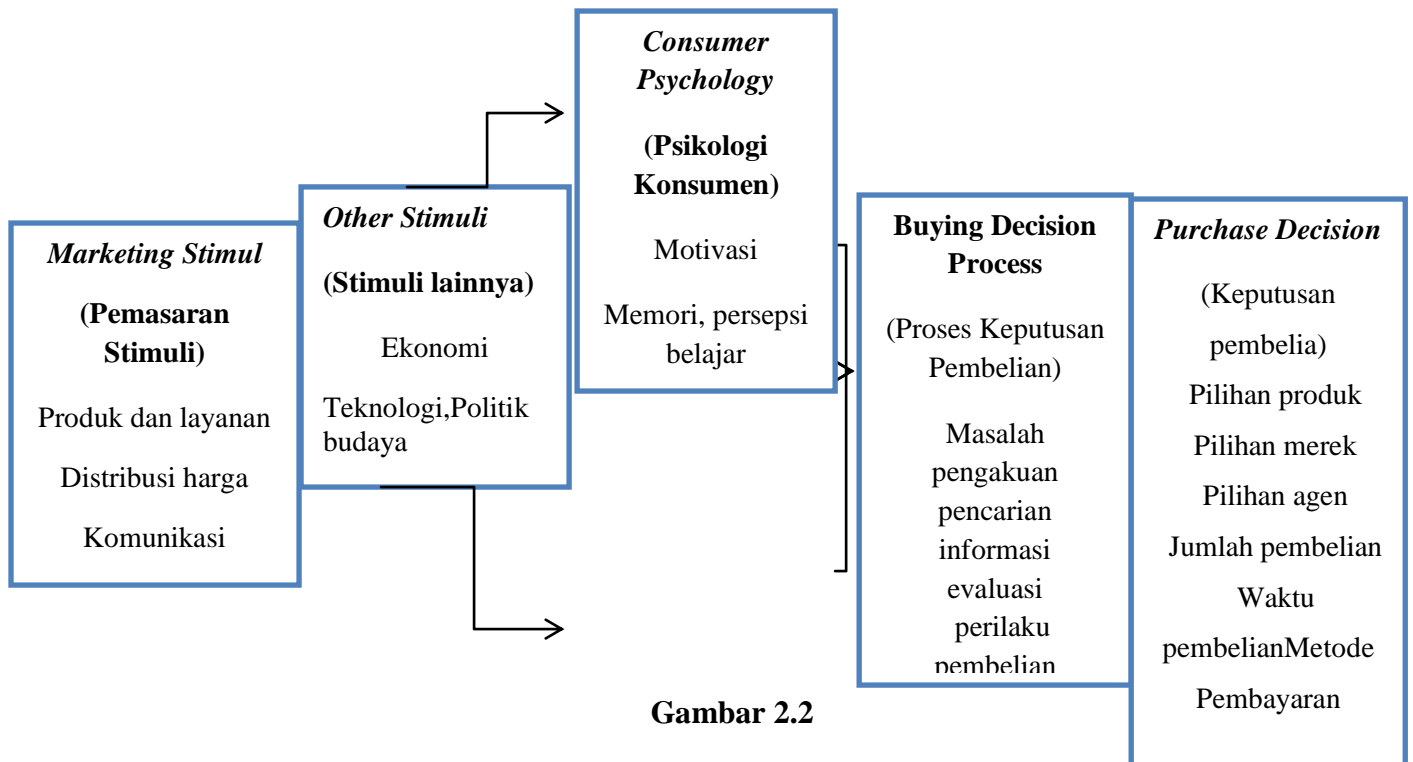 Marketing Stimul
(Pemasaran
Stimuli)
Produk dan layanan
Distribusi harga
Komunikasi
Other Stimuli
(Stimuli lainnya)
Ekonomi
Teknologi,Politik
budaya
Consumer
Psychology
(Psikologi
Konsumen)
Motivasi
Memori, persepsi
belajar
Buying Decision
Process
(Proses Keputusan
Pembelian)
Masalah
pengakuan
pencarian
informasi
evaluasi
perilaku
pembelian
Purchase Decision
(Keputusan
pembelia)
Pilihan produk
Pilihan merek
Pilihan agen
Jumlah pembelian
Waktu
pembelianMetode
Pembayaran
Gambar 2.2